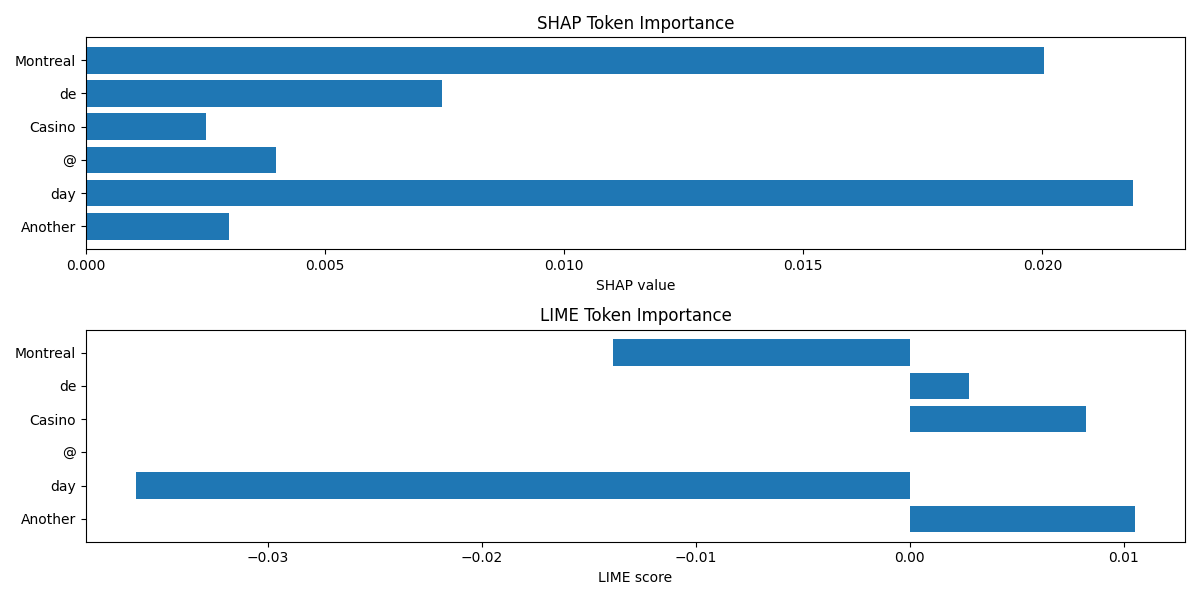 SHAP Token Importance
Montreal
de
Casino
@
day
Another
0.000 0.005 0.010 0.015 0.020
SHAP value
LIME Token Importance
Montreal
de
Casino
@
day
Another
−0.03 −0.02 −0.01 0.00 0.01
LIME score